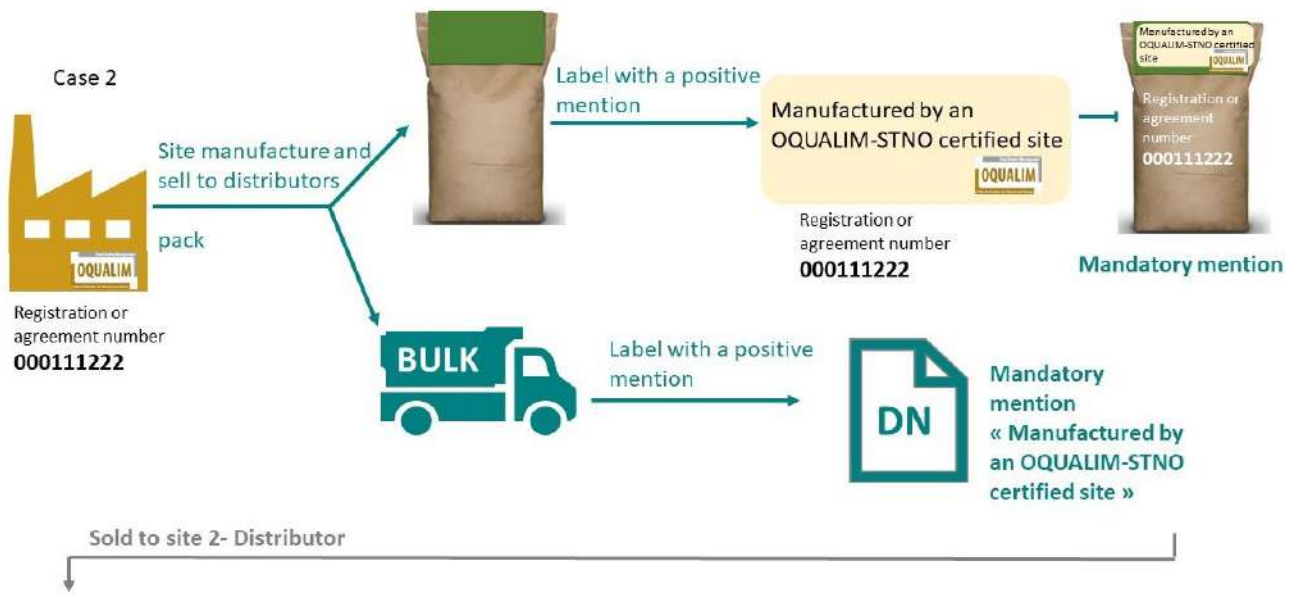 Case 2
OQUALIM
Registration or
agreement number
000111222
Site manufacture and
sell to distributors
pack
Label with a positive
mention
Manufactured by an
OQUALIM-STNO certified site
OQUALIM
Registration or
agreement number
000111222
Manufactured by an
OQUALIM-STNO certified
site
OQUALIM
Registration or
agreement
number
000111222
Mandatory mention
BULK
Label with a positive
mention
DN
Mandatory
mention
« Manufactured by
an OQUALIM-STNO
certified site »
Sold to site 2- Distributor